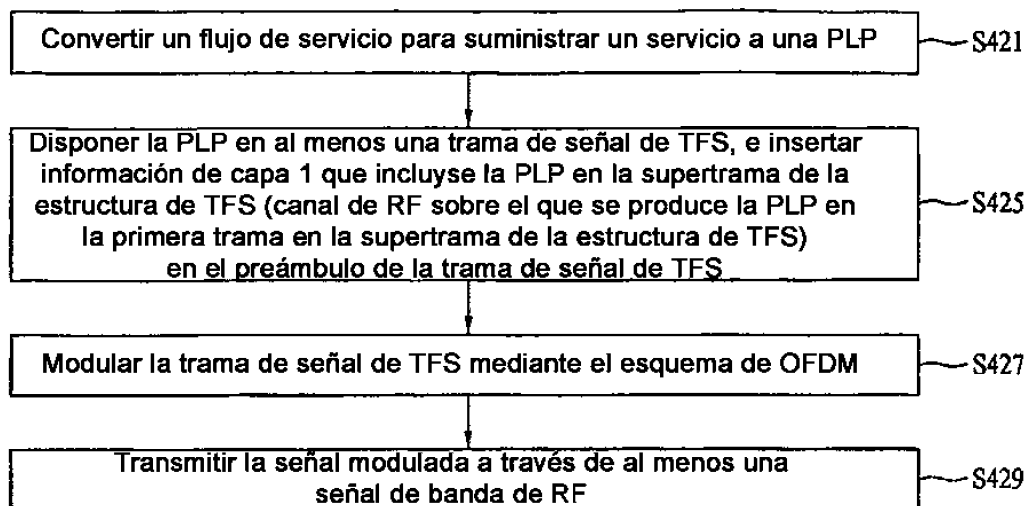 Convertir un flujo de servicio para suministrar un servicio a una PLP
S421
Disponer la PLP en al menos una trama de señal de TFS, e insertar
información de capa 1 que incluyse la PLP en la supertrama de la
estructura de TFS (canal de RF sobre el que se produce la PLP en
la primera trama en la supertrama de la estructura de TFS)
en el preámbulo de la trama de señal de TFS
S425
Modular la trama de señal de TFS mediante el esquema de OFDM
S427
Transmitir la señal modulada a través de al menos una
señal de banda de RF
S429